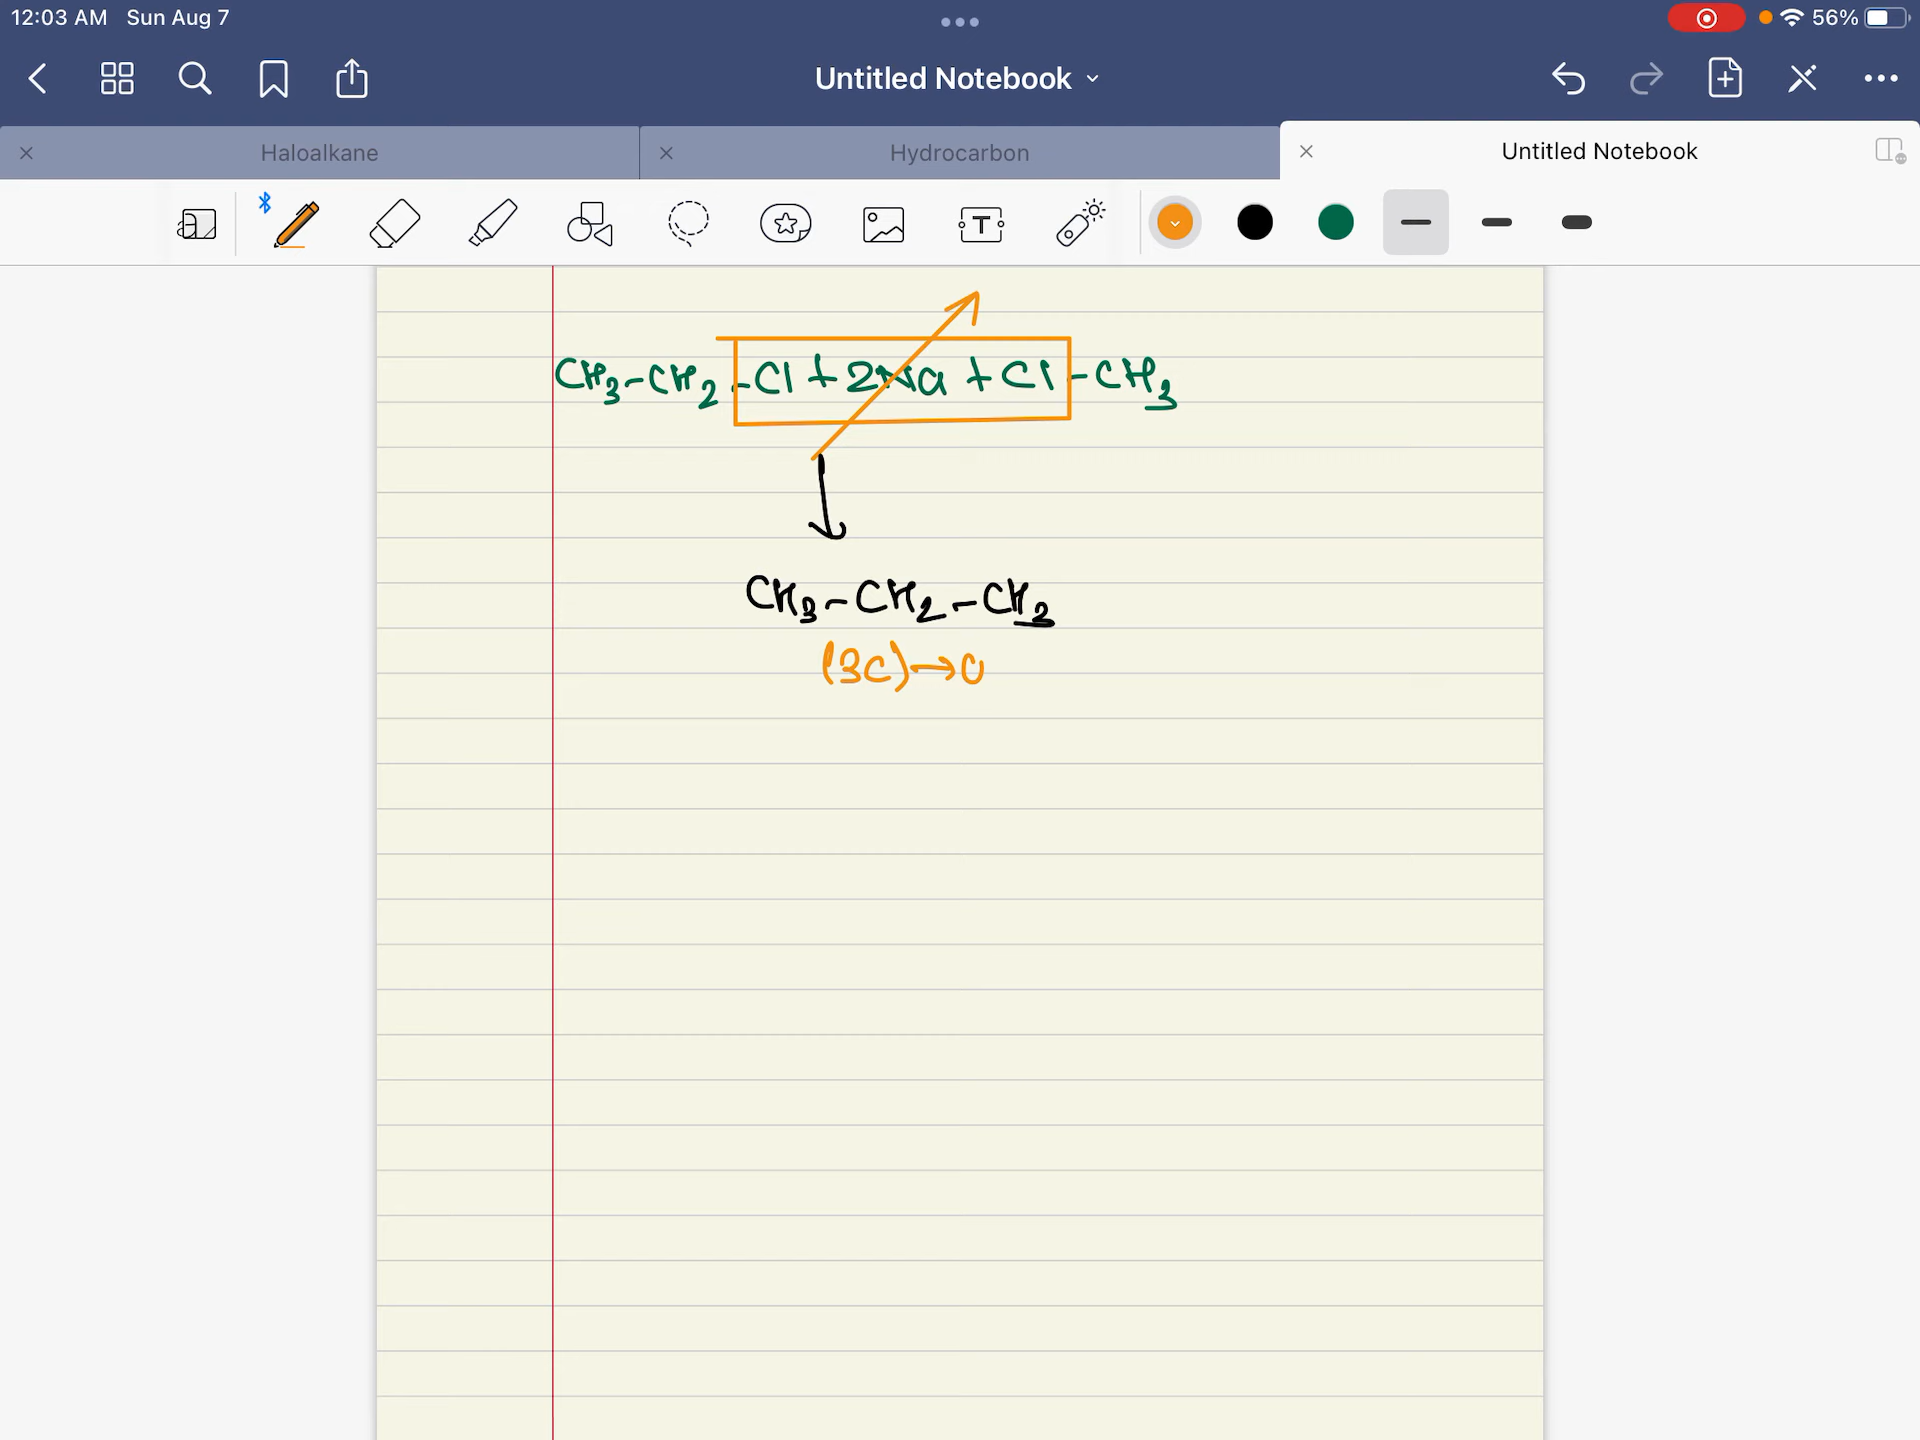 12:03 AM Sun Aug 7
56%
Untitled Notebook
Haloalkane
Hydrocarbon
Untitled Notebook
T
CH₃-CH₂-Cl + 2Na + Cl-CH₃
CH₃-CH₂-CH₃
(3C)→O